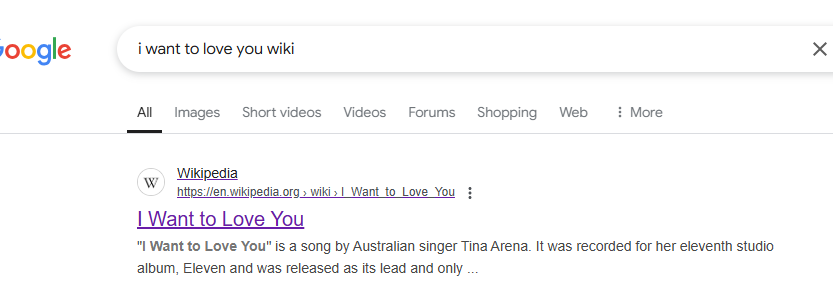 Google
i want to love you wiki
All Images Short videos Videos Forums Shopping Web More
W
Wikipedia
https://en.wikipedia.org › wiki › I_Want_to_Love_You
I Want to Love You
"I Want to Love You" is a song by Australian singer Tina Arena. It was recorded for her eleventh studio
album, Eleven and was released as its lead and only ...